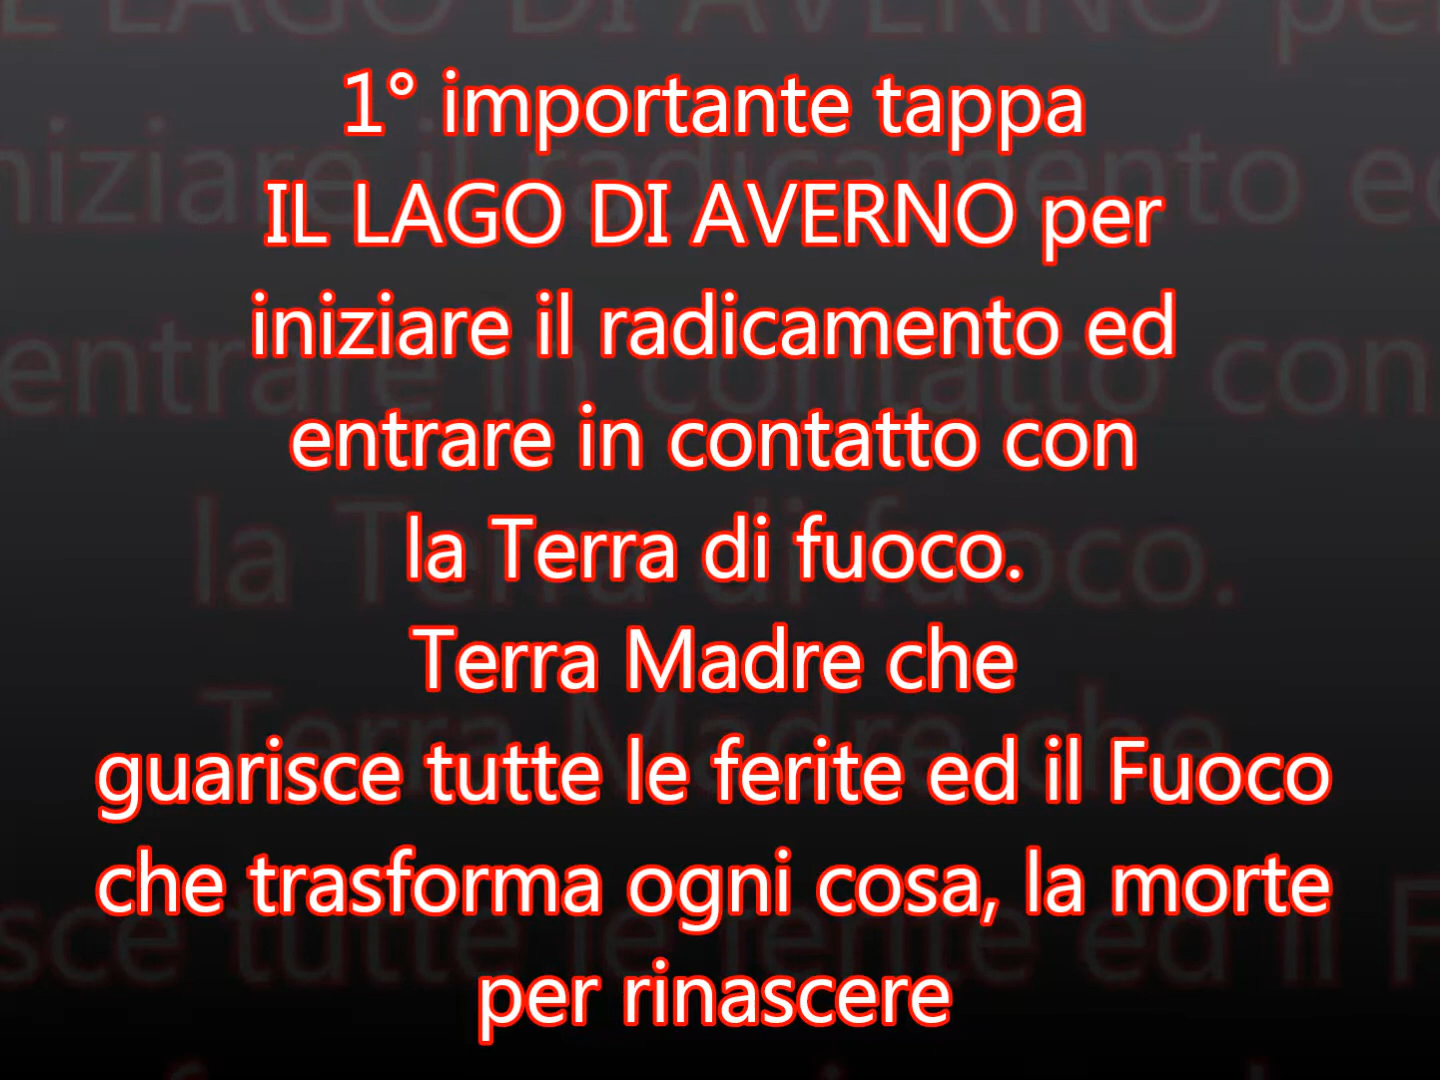 1° importante tappa
IL LAGO DI AVERNO per
iniziare il radicamento ed
entrare in contatto con
la Terra di fuoco.
Terra Madre che
guarisce tutte le ferite ed il Fuoco
che trasforma ogni cosa, la morte
per rinascere